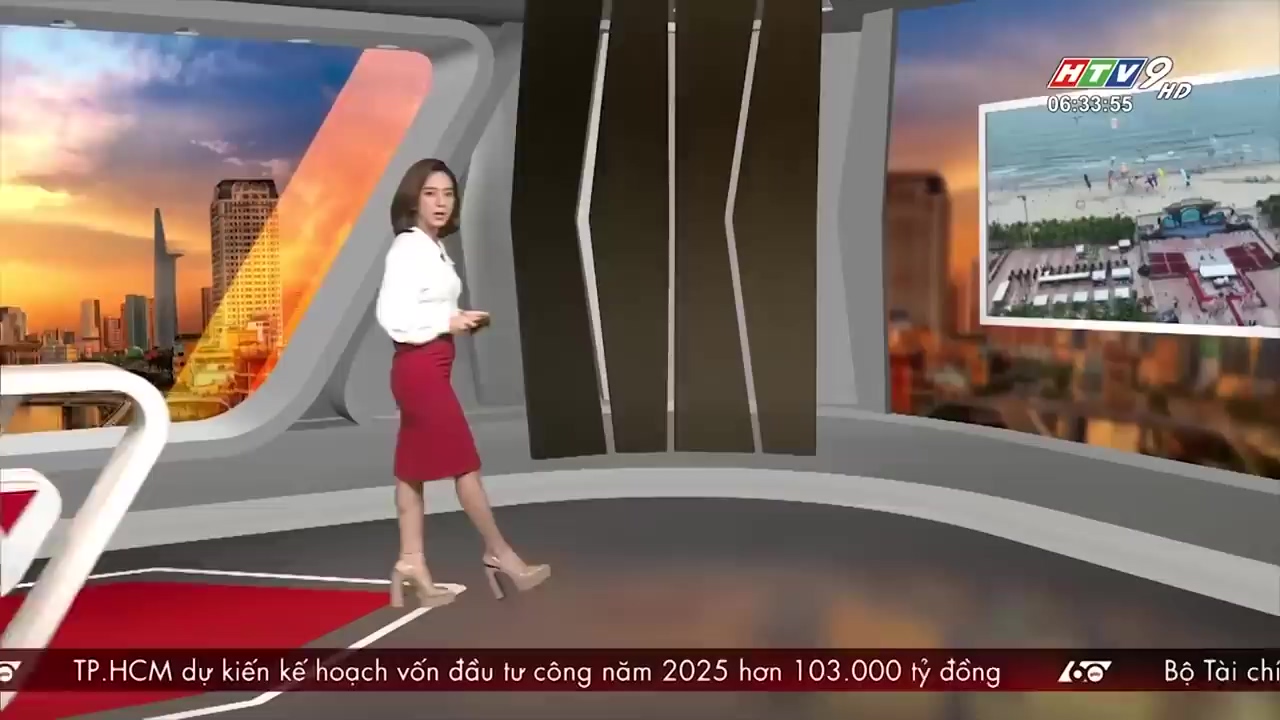 HTV9
HD
06:33:55
TP.HCM dự kiến kế hoạch vốn đầu tư công năm 2025 hơn 103.000 tỷ đồng
60
Bộ Tài chí